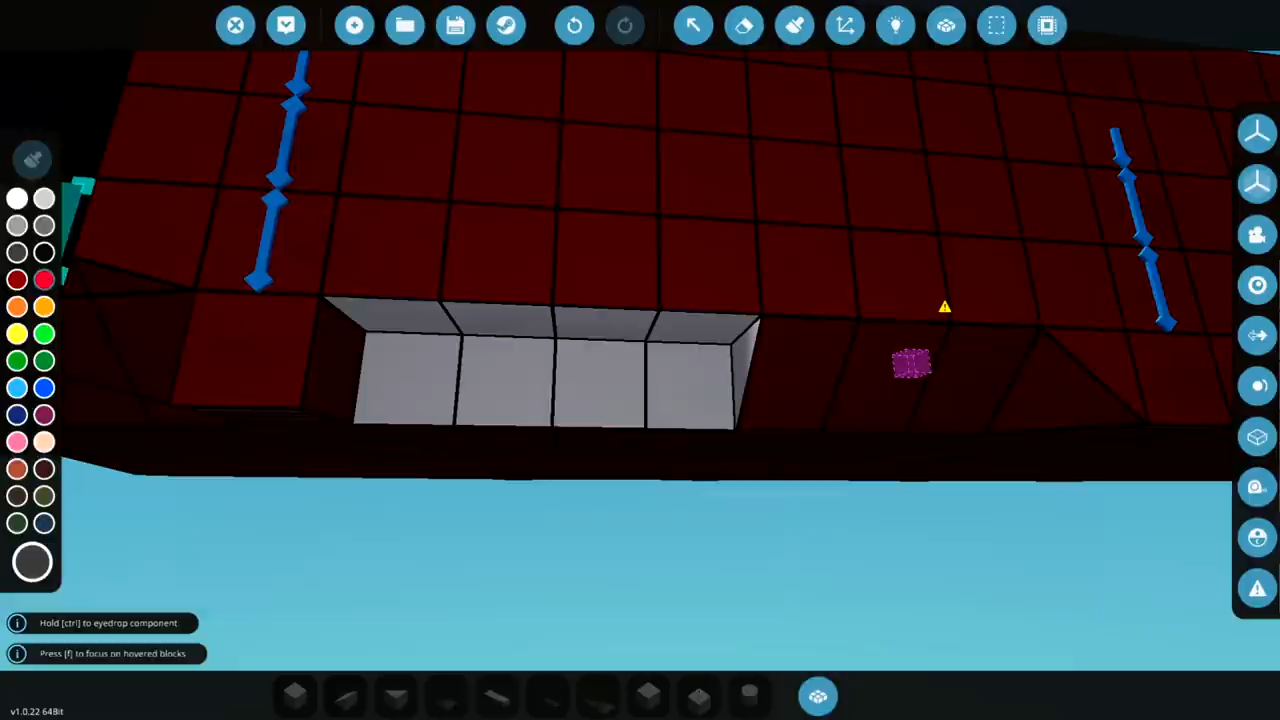 Hold [ctrl] to eyedrop component
Press [f] to focus on hovered blocks
v1.0.22 64Bit